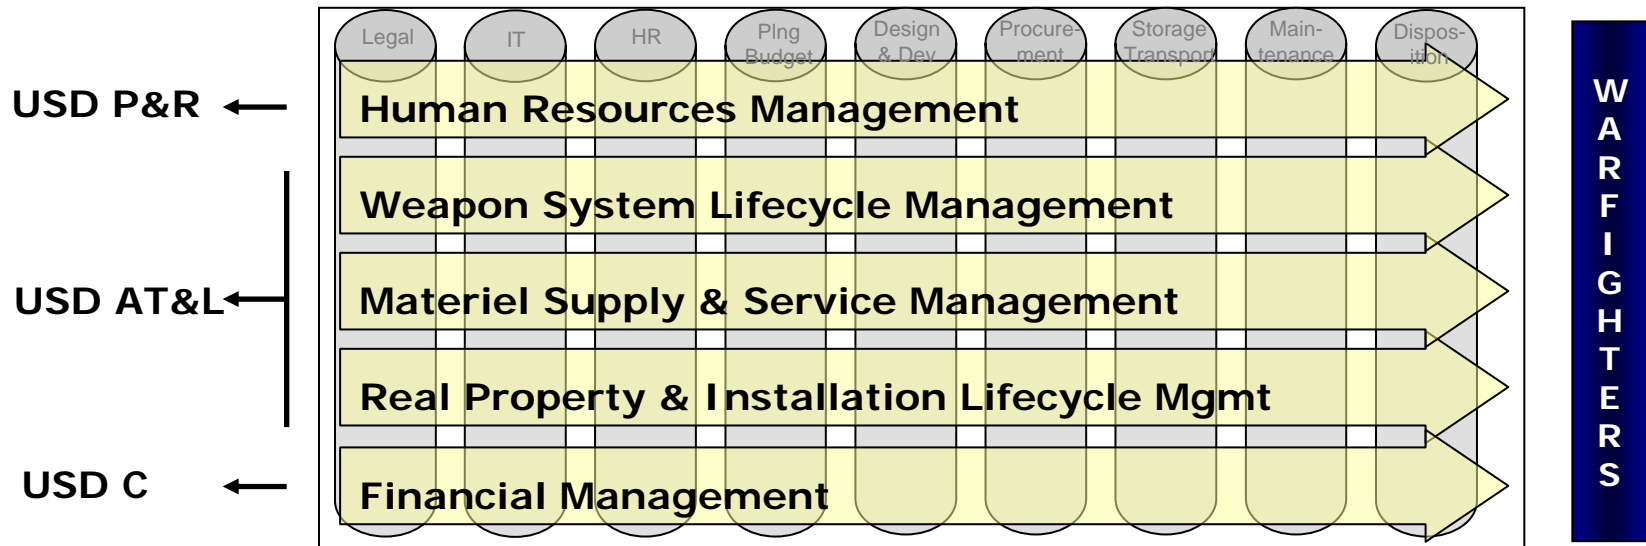 Legal
IT
HR
Plng
Budget
Design
& Dev
Procure-
ment
Storage
Transport
Main-
tenance
Dispos-
ition
USD P&R
Human Resources Management
Weapon System Lifecycle Management
USD AT&L
Materiel Supply & Service Management
Real Property & Installation Lifecycle Mgmt
USD C
Financial Management
W
A
R
F
I
G
H
T
E
R
S